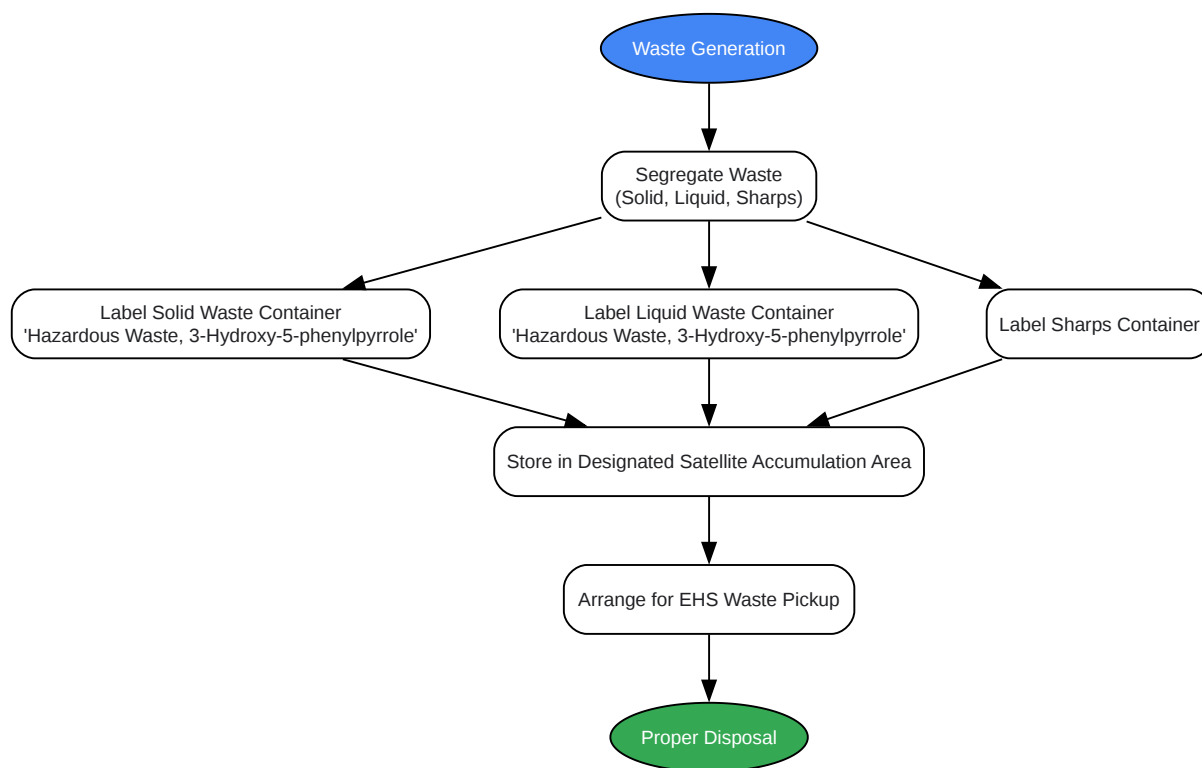 Waste Generation
Segregate Waste
(Solid, Liquid, Sharps)
Label Solid Waste Container
'Hazardous Waste, 3-Hydroxy-5-phenylpyrrole'
Label Liquid Waste Container
'Hazardous Waste, 3-Hydroxy-5-phenylpyrrole'
Label Sharps Container
Store in Designated Satellite Accumulation Area
Arrange for EHS Waste Pickup
Proper Disposal